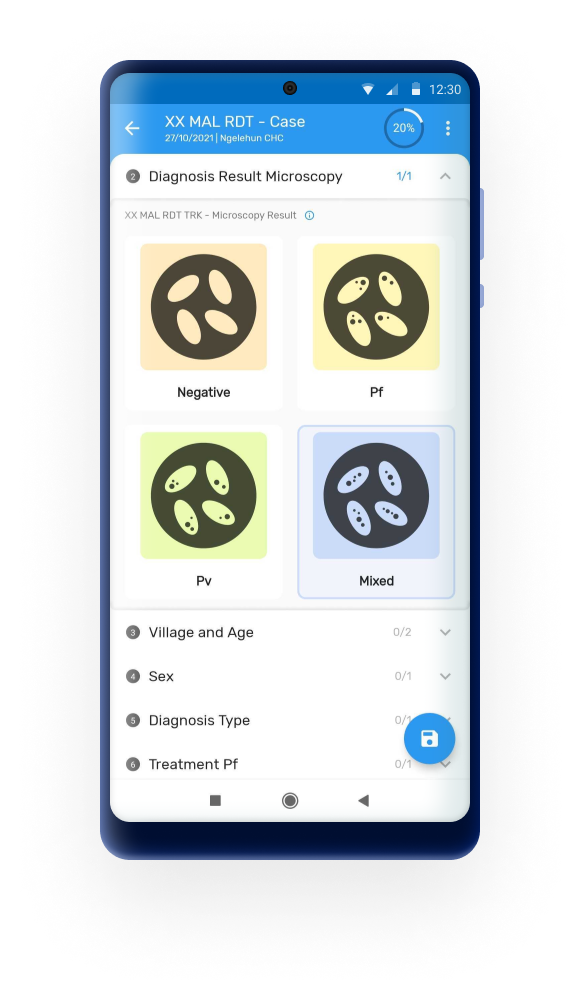 12:30
XX MAL RDT - Case
27/10/2021 | Ngelehun CHC
20%
2 Diagnosis Result Microscopy 1/1
XX MAL RDT TRK - Microscopy Result
Negative
Pf
Pv
Mixed
3 Village and Age 0/2
4 Sex 0/1
5 Diagnosis Type 0/1
6 Treatment Pf 0/1